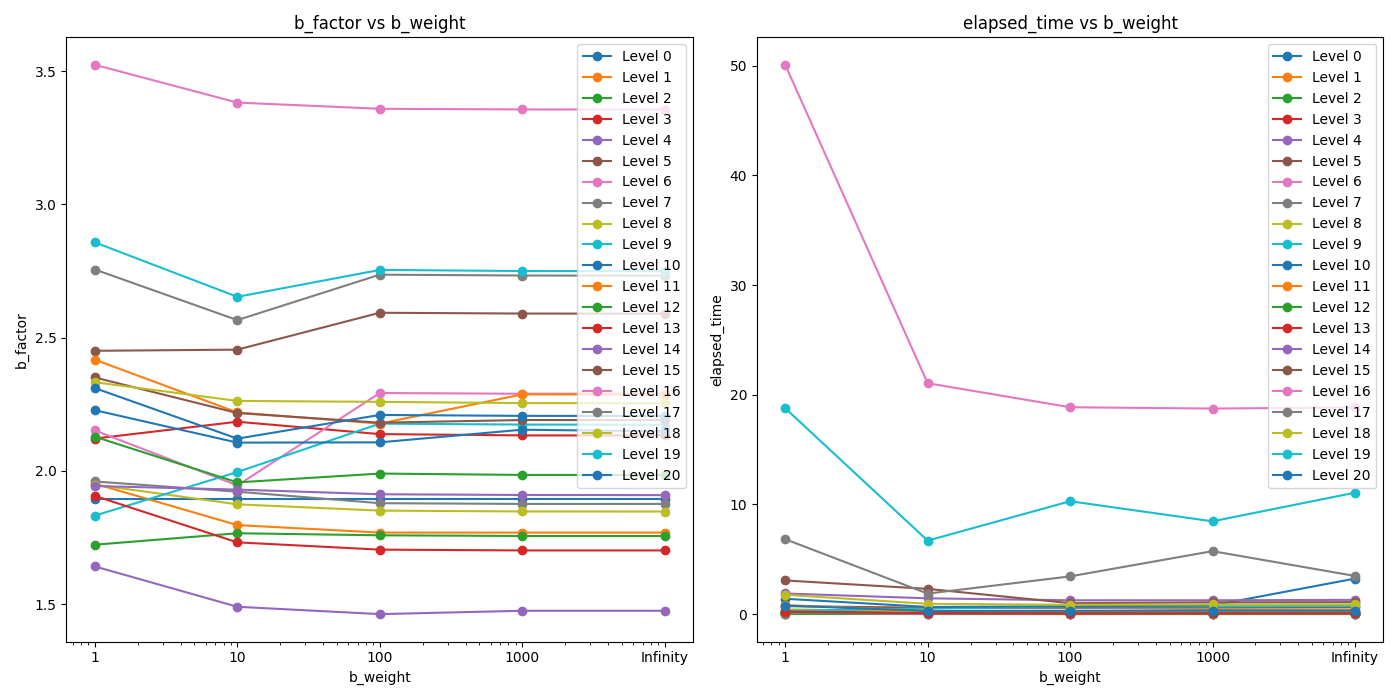 b_factor vs b_weight
b_factor
3.5
3.0
2.5
2.0
1.5
1
10
100
1000
Infinity
b_weight
Level 0
Level 1
Level 2
Level 3
Level 4
Level 5
Level 6
Level 7
Level 8
Level 9
Level 10
Level 11
Level 12
Level 13
Level 14
Level 15
Level 16
Level 17
Level 18
Level 19
Level 20
elapsed_time vs b_weight
elapsed_time
50
40
30
20
10
0
1
10
100
1000
Infinity
b_weight
Level 0
Level 1
Level 2
Level 3
Level 4
Level 5
Level 6
Level 7
Level 8
Level 9
Level 10
Level 11
Level 12
Level 13
Level 14
Level 15
Level 16
Level 17
Level 18
Level 19
Level 20